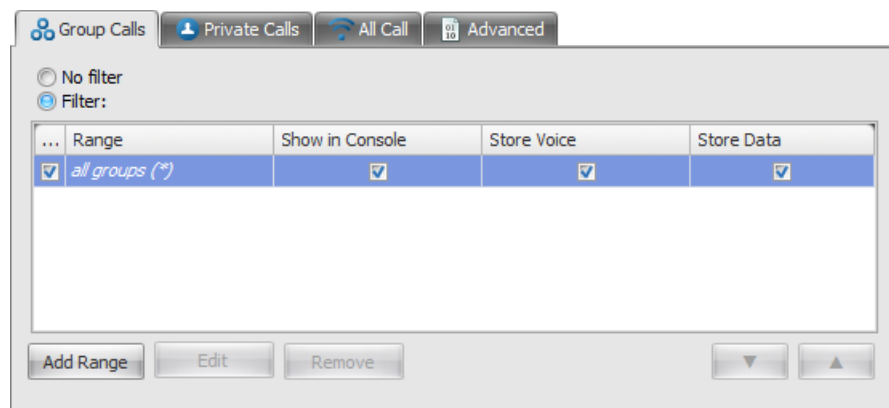 Group Calls Private Calls All Call Advanced
No filter
Filter:
... Range Show in Console Store Voice Store Data
all groups (*)
Add Range Edit Remove